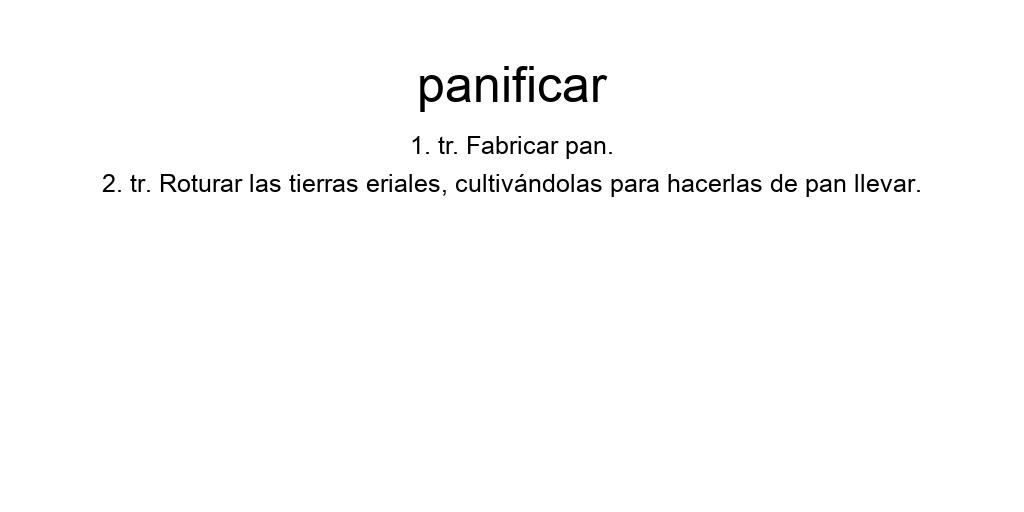 panificar
1. tr. Fabricar pan.
2. tr. Roturar las tierras eriales, cultivándolas para hacerlas de pan llevar.